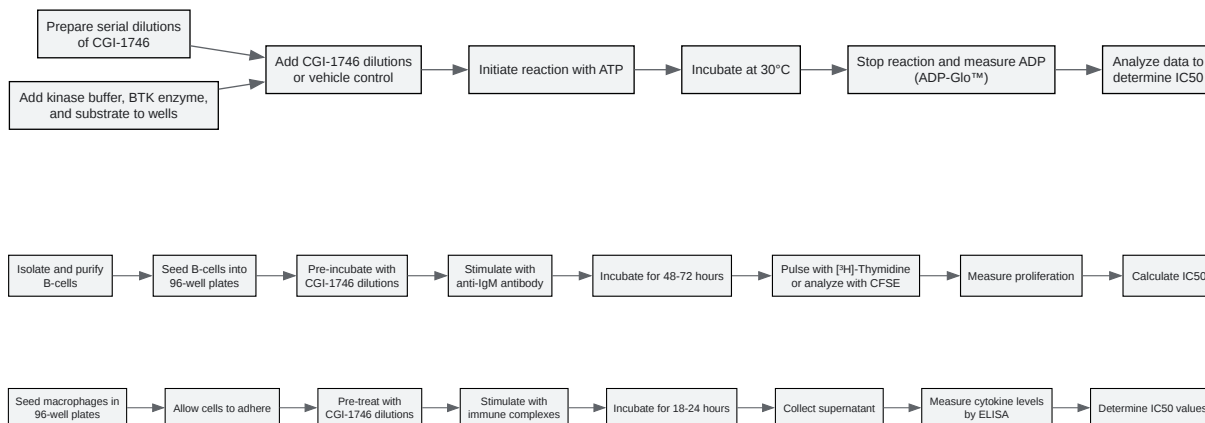 Prepare serial dilutions
of CGI-1746
Add kinase buffer, BTK enzyme,
and substrate to wells
Add CGI-1746 dilutions
or vehicle control
Initiate reaction with ATP
Incubate at 30°C
Stop reaction and measure ADP
(ADP-Glo™)
Analyze data to
determine IC50
Isolate and purify
B-cells
Seed B-cells into
96-well plates
Pre-incubate with
CGI-1746 dilutions
Stimulate with
anti-IgM antibody
Incubate for 48-72 hours
Pulse with [³H]-Thymidine
or analyze with CFSE
Measure proliferation
Calculate IC50
Seed macrophages in
96-well plates
Allow cells to adhere
Pre-treat with
CGI-1746 dilutions
Stimulate with
immune complexes
Incubate for 18-24 hours
Collect supernatant
Measure cytokine levels
by ELISA
Determine IC50 values